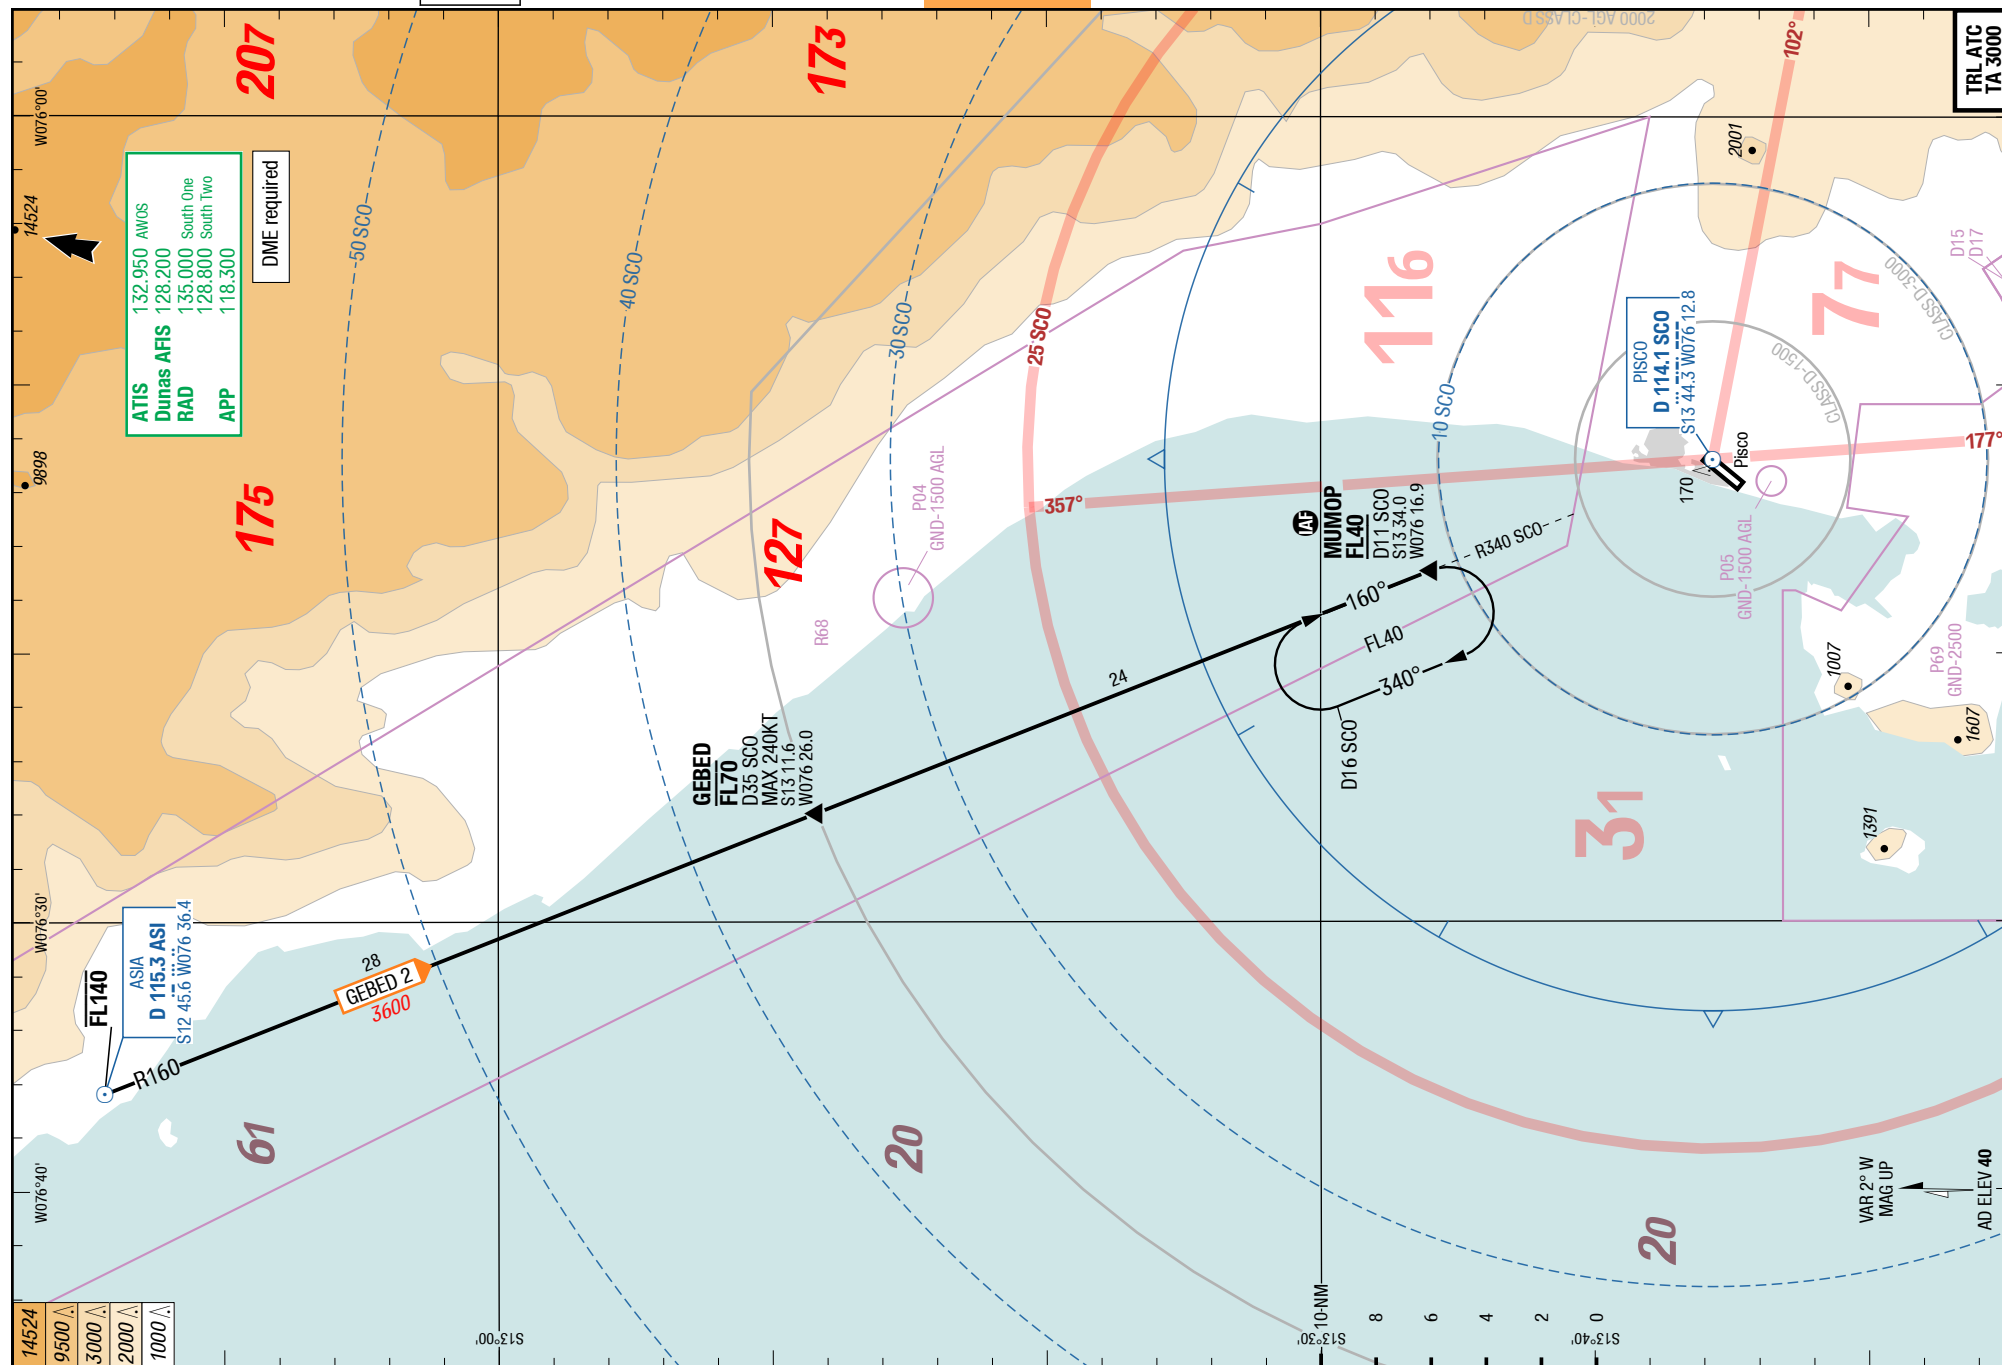 2000 AGL-CLASS D
102°
TRL ATC
TA 3000
207
173
W076°00'
14524
ATIS 132.950 AWOS
Dunas AFIS 128.200
RAD 135.000 South One
128.800 South Two
APP 118.300
DME required
50 SCO
40 SCO
30 SCO
25 SCO
10 SCO
2001
D15
D17
CLASS D-3000
CLASS D-1500
116
77
PISCO
D 114.1 SCO
S13 44.3 W076 12.8
Pisco
170
177°
357°
9898
175
127
P04
GND-1500 AGL
R68
IAF
MUMOP
FL40
D11 SCO
S13 34.0
W076 16.9
R340 SCO
160°
FL40
340°
D16 SCO
24
P05
GND-1500 AGL
P69
GND-2500
1007
1607
1391
31
GEBED
FL70
D35 SCO
MAX 240KT
S13 11.6
W076 26.0
W076°30'
FL140
ASIA
D 115.3 ASI
S12 45.6 W076 36.4
R160
28
GEBED 2
3600
61
20
20
W076°40'
VAR 2° W
MAG UP
AD ELEV 40
14524
9500
3000
2000
1000
S13°00'
S13°30'
S13°40'
10-NM
8
6
4
2
0